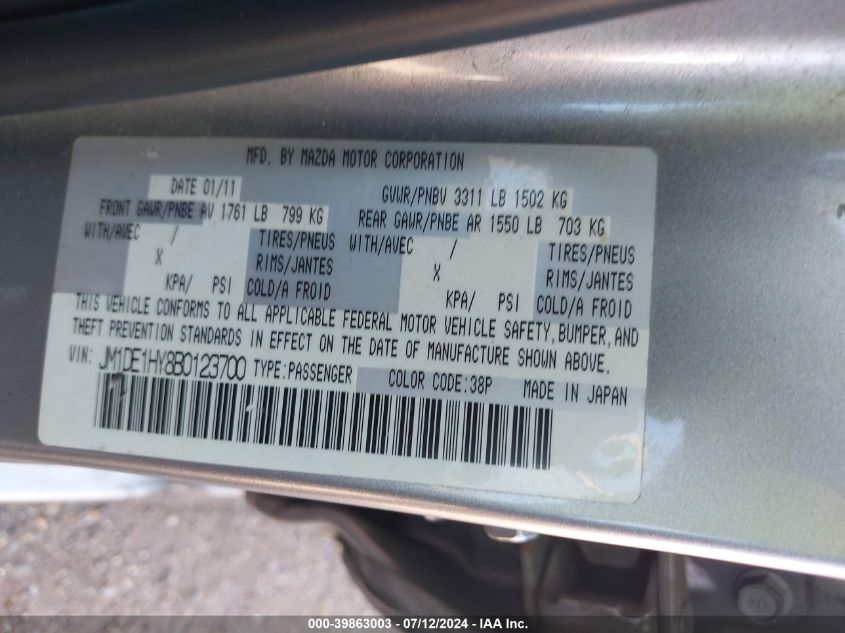 MFD. BY MAZDA MOTOR CORPORATION
DATE 01/11 GVWR/PNBV 3311 LB 1502 KG
FRONT GAWR/PNBE AV 1761 LB 799 KG REAR GAWR/PNBE AR 1550 LB 703 KG
WITH/AVEC / TIRES/PNEUS WITH/AVEC / TIRES/PNEUS
X RIMS/JANTES X RIMS/JANTES
KPA/ PSI COLD/A FROID KPA/ PSI COLD/A FROID
THIS VEHICLE CONFORMS TO ALL APPLICABLE FEDERAL MOTOR VEHICLE SAFETY, BUMPER, AND
THEFT PREVENTION STANDARDS IN EFFECT ON THE DATE OF MANUFACTURE SHOWN ABOVE.
VIN: JM1DE1HY8B0123700 TYPE:PASSENGER COLOR CODE:38P MADE IN JAPAN
000-39863003 - 07/12/2024 - IAA Inc.